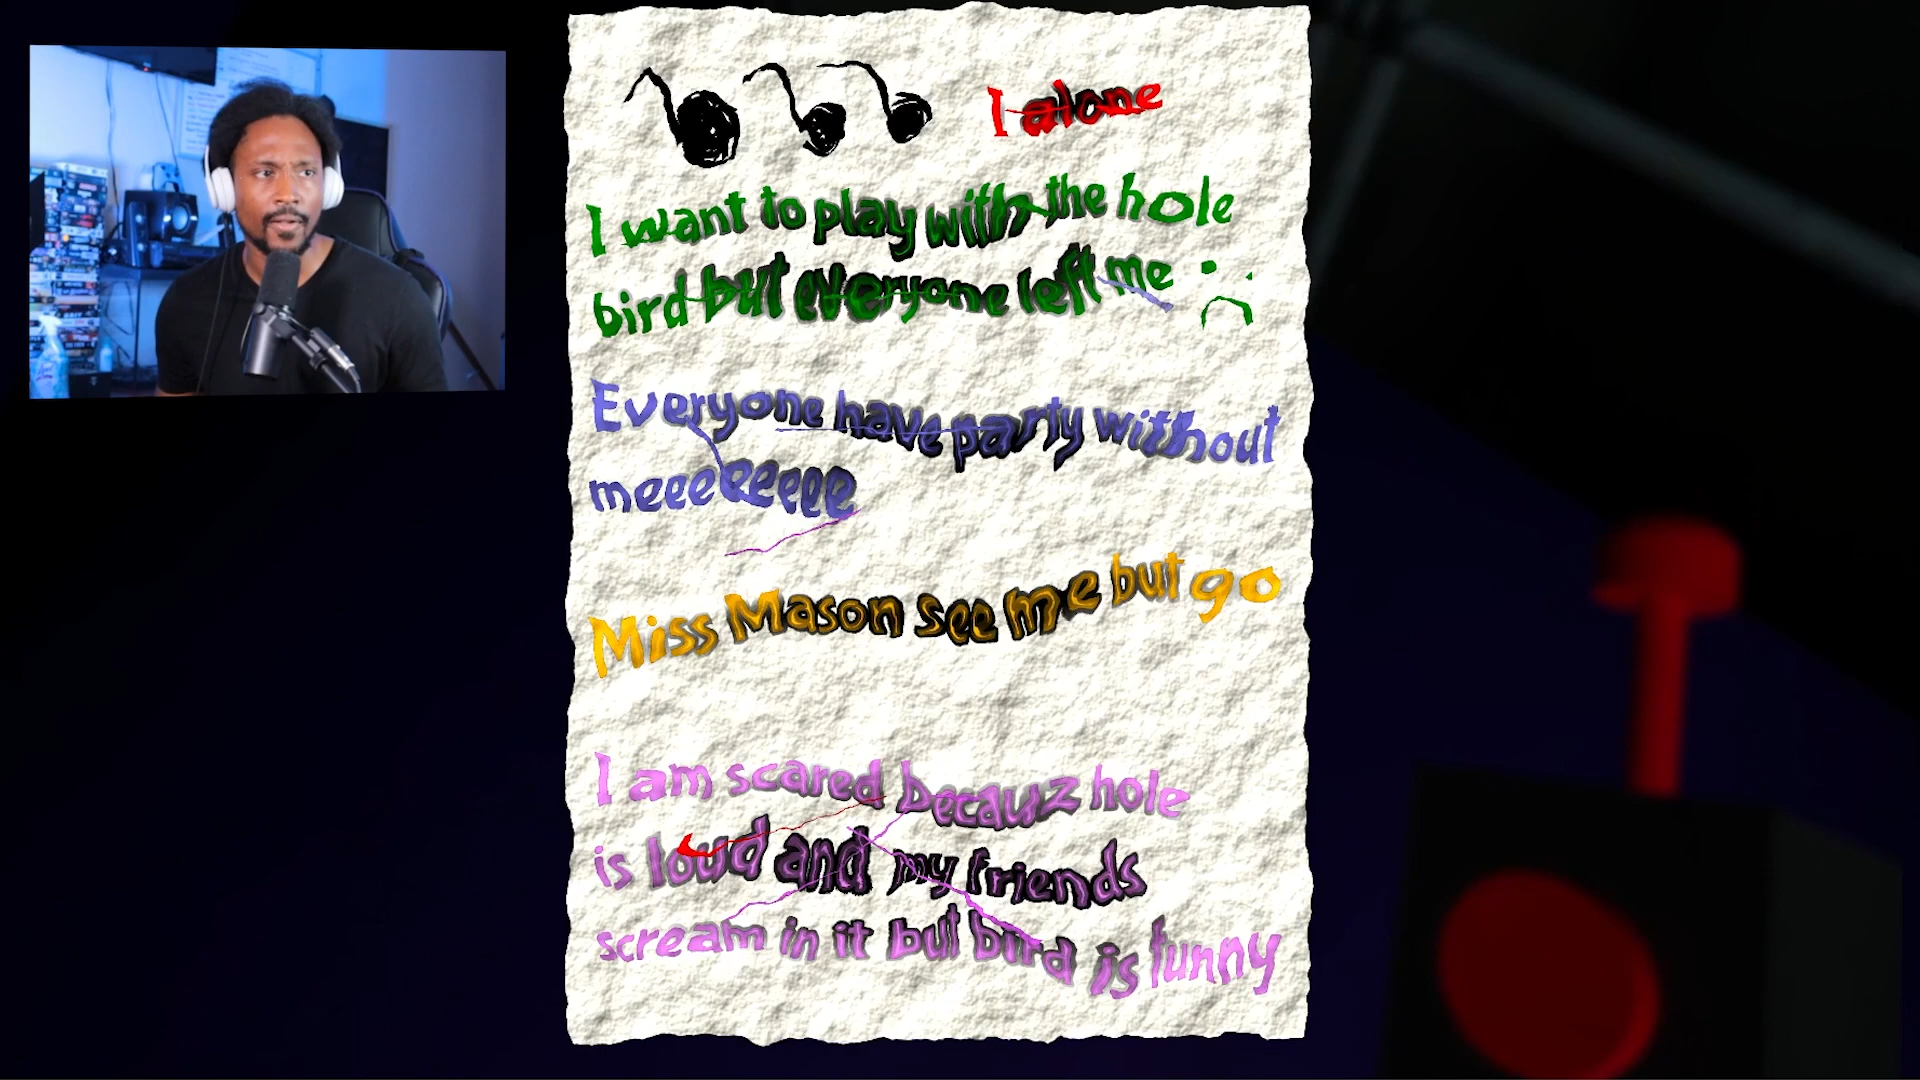 I alone
I want to play with the hole
bird but everyone left me
Everyone have party without
meeeeeeee
Miss Mason see me but go
I am scared becauz hole
is loud and my friends
scream in it but bird is funny